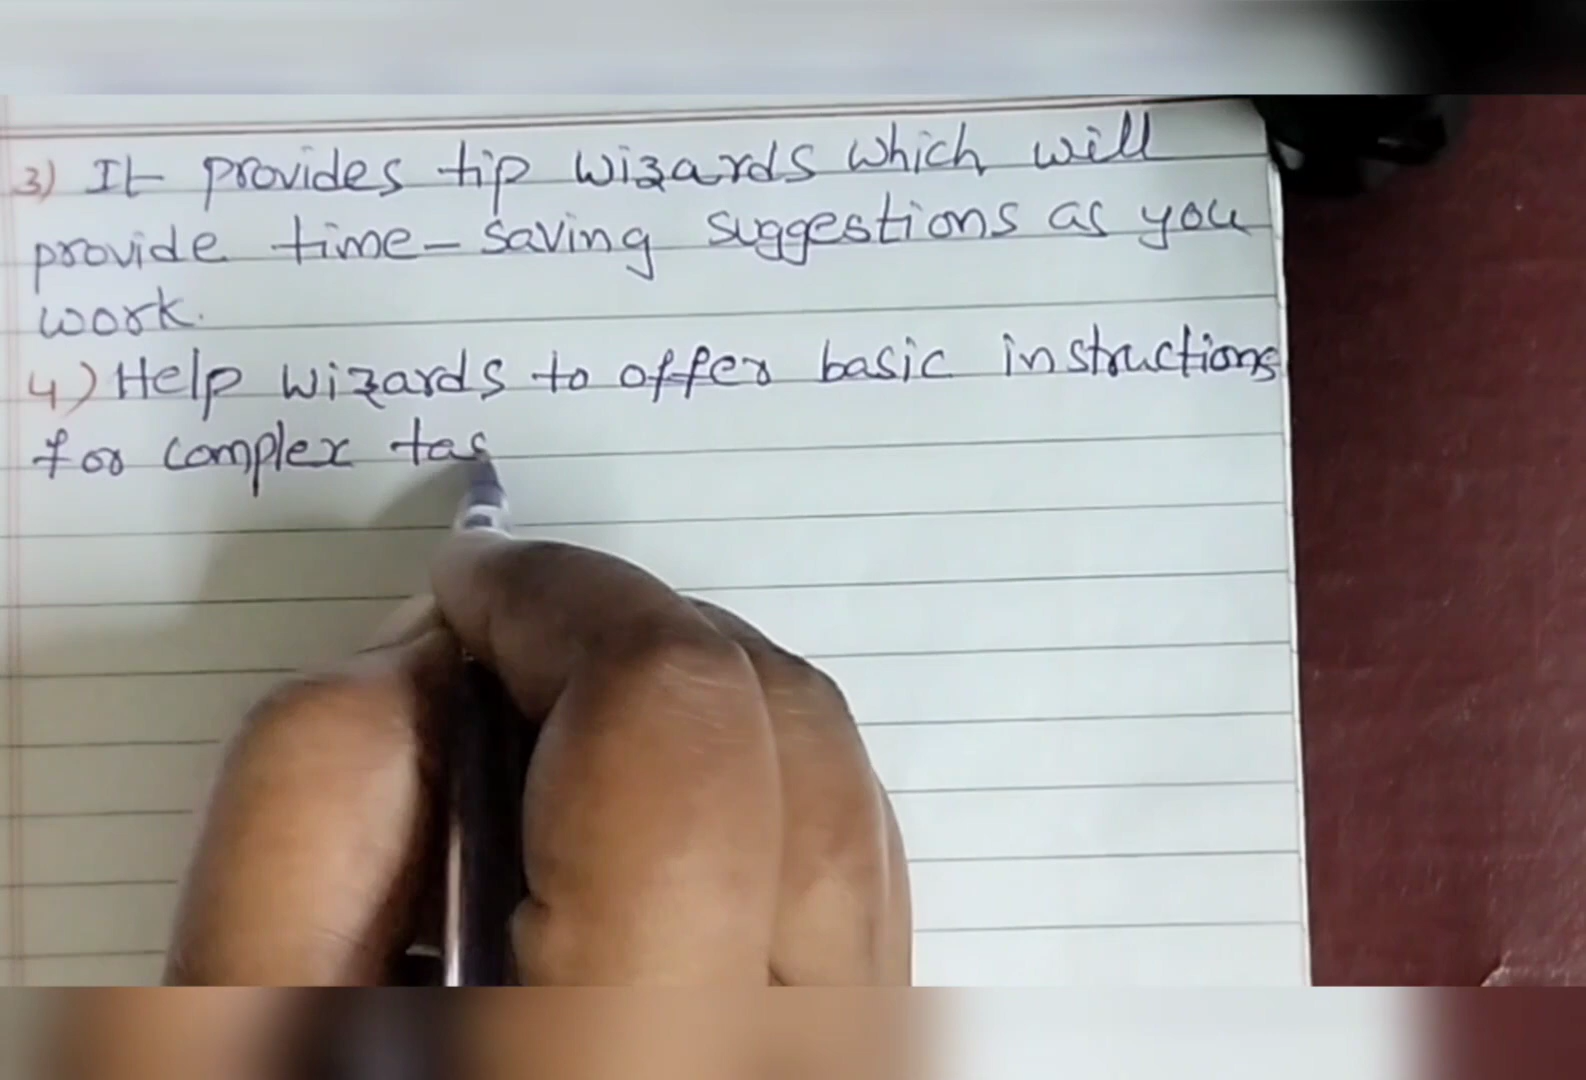 3) It provides tip wizards which will
provide time-saving suggestions as you
work.
4) Help wizards to offer basic instructions
for complex tas